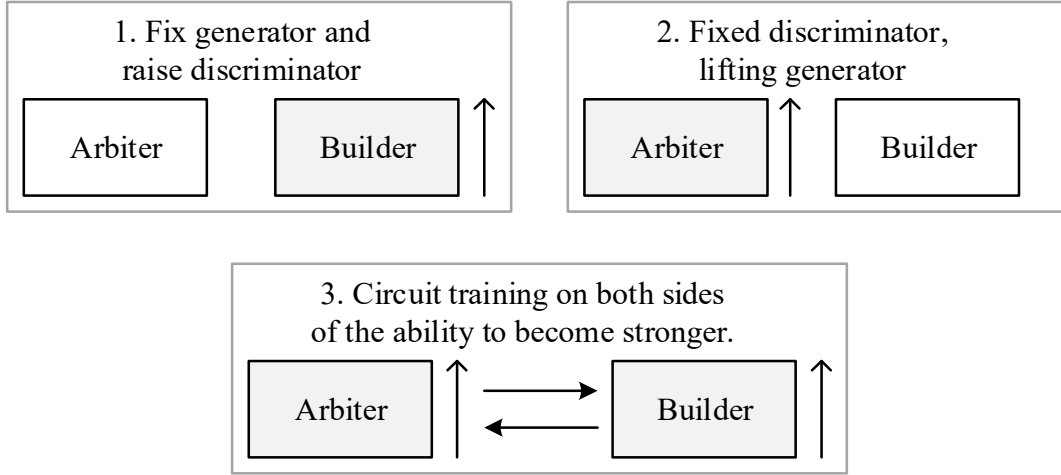 1. Fix generator and
raise discriminator
Arbiter
Builder
2. Fixed discriminator,
lifting generator
Arbiter
Builder
3. Circuit training on both sides
of the ability to become stronger.
Arbiter
Builder